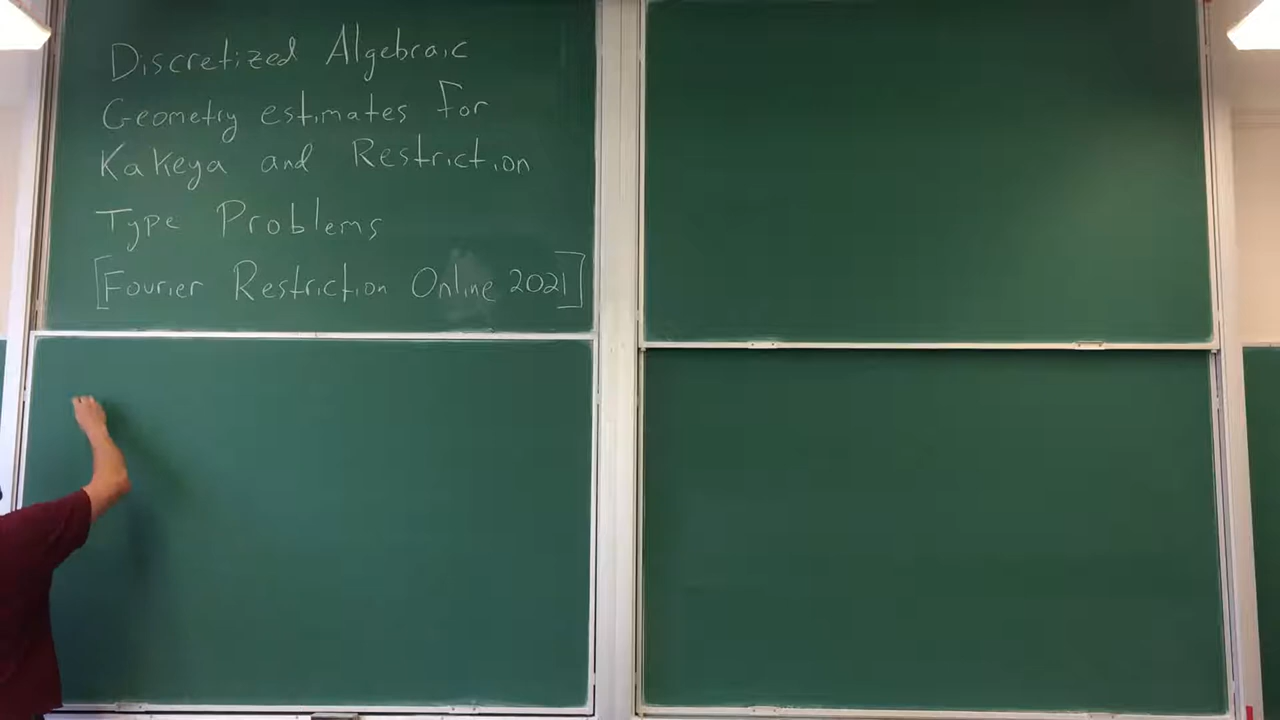 Discretized Algebraic
Geometry estimates for
Kakeya and Restriction
Type Problems
[Fourier Restriction Online 2021]